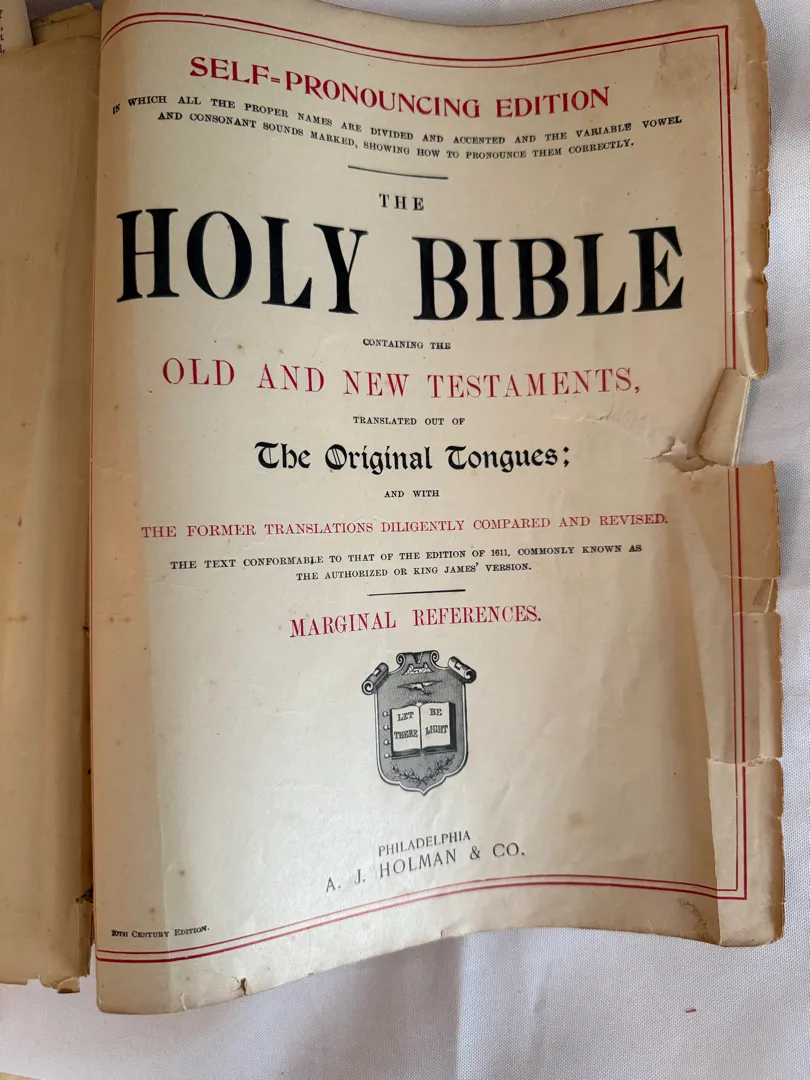 SELF=PRONOUNCING EDITION
IN WHICH ALL THE PROPER NAMES ARE DIVIDED AND ACCENTED AND THE VARIABLE VOWEL
AND CONSONANT SOUNDS MARKED, SHOWING HOW TO PRONOUNCE THEM CORRECTLY.
THE
HOLY BIBLE
CONTAINING THE
OLD AND NEW TESTAMENTS,
TRANSLATED OUT OF
The Original Tongues;
AND WITH
THE FORMER TRANSLATIONS DILIGENTLY COMPARED AND REVISED.
THE TEXT CONFORMABLE TO THAT OF THE EDITION OF 1611, COMMONLY KNOWN AS
THE AUTHORIZED OR KING JAMES' VERSION.
MARGINAL REFERENCES.
LET THERE
BE LIGHT
PHILADELPHIA
A. J. HOLMAN & CO.
20TH CENTURY EDITION.